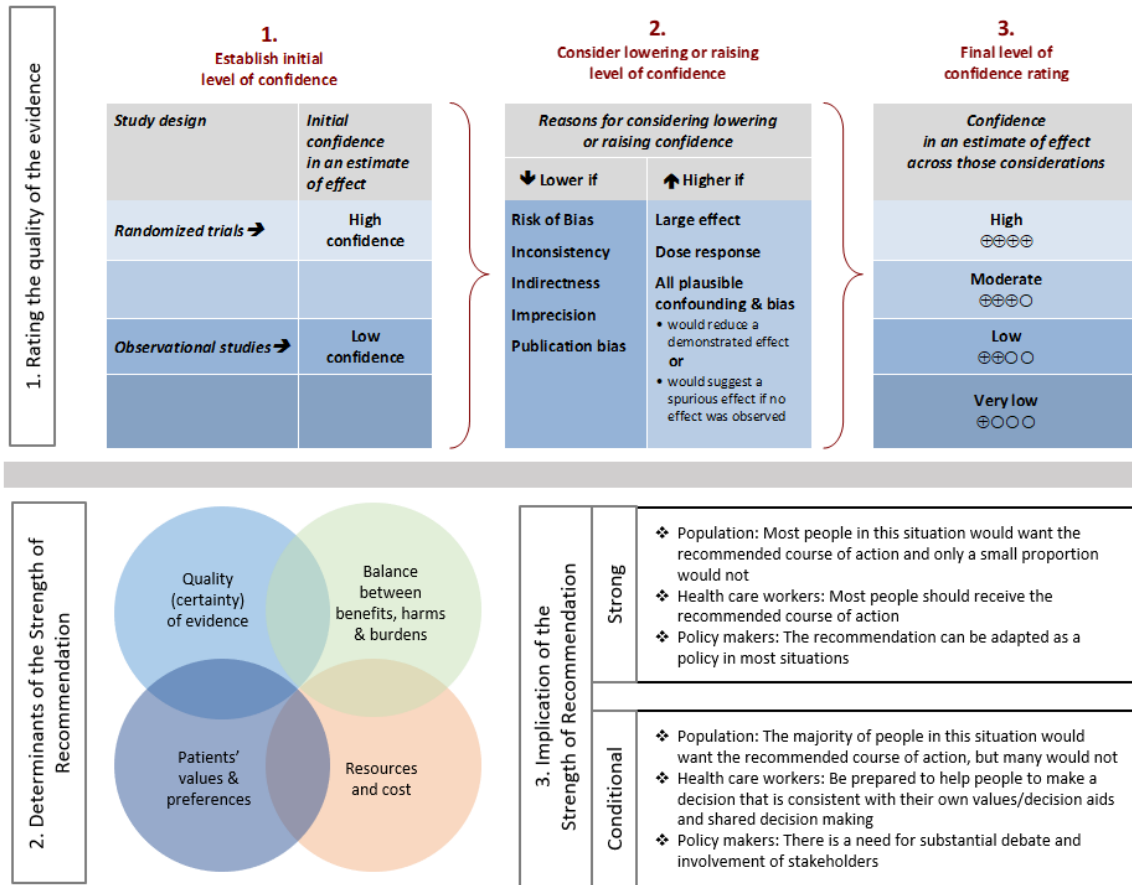 1. Rating the quality of the evidence
1.
Establish initial
level of confidence
2.
Consider lowering or raising
level of confidence
3.
Final level of
confidence rating
Study design
Initial
confidence
in an estimate
of effect
Randomized trials ➔
High
confidence
Observational studies ➔
Low
confidence
Reasons for considering lowering
or raising confidence
🡇 Lower if
🡅 Higher if
Risk of Bias
Inconsistency
Indirectness
Imprecision
Publication bias
Large effect
Dose response
All plausible
confounding & bias
• would reduce a
demonstrated effect
or
• would suggest a
spurious effect if no
effect was observed
Confidence
in an estimate of effect
across those considerations
High
⊕⊕⊕⊕
Moderate
⊕⊕⊕○
Low
⊕⊕○○
Very low
⊕○○○
2. Determinants of the Strength of
Recommendation
Quality
(certainty)
of evidence
Balance
between
benefits, harms
& burdens
Patients'
values &
preferences
Resources
and cost
3. Implication of the
Strength of Recommendation
Strong
❖ Population: Most people in this situation would want the
recommended course of action and only a small proportion
would not
❖ Health care workers: Most people should receive the
recommended course of action
❖ Policy makers: The recommendation can be adapted as a
policy in most situations
Conditional
❖ Population: The majority of people in this situation would
want the recommended course of action, but many would not
❖ Health care workers: Be prepared to help people to make a
decision that is consistent with their own values/decision aids
and shared decision making
❖ Policy makers: There is a need for substantial debate and
involvement of stakeholders